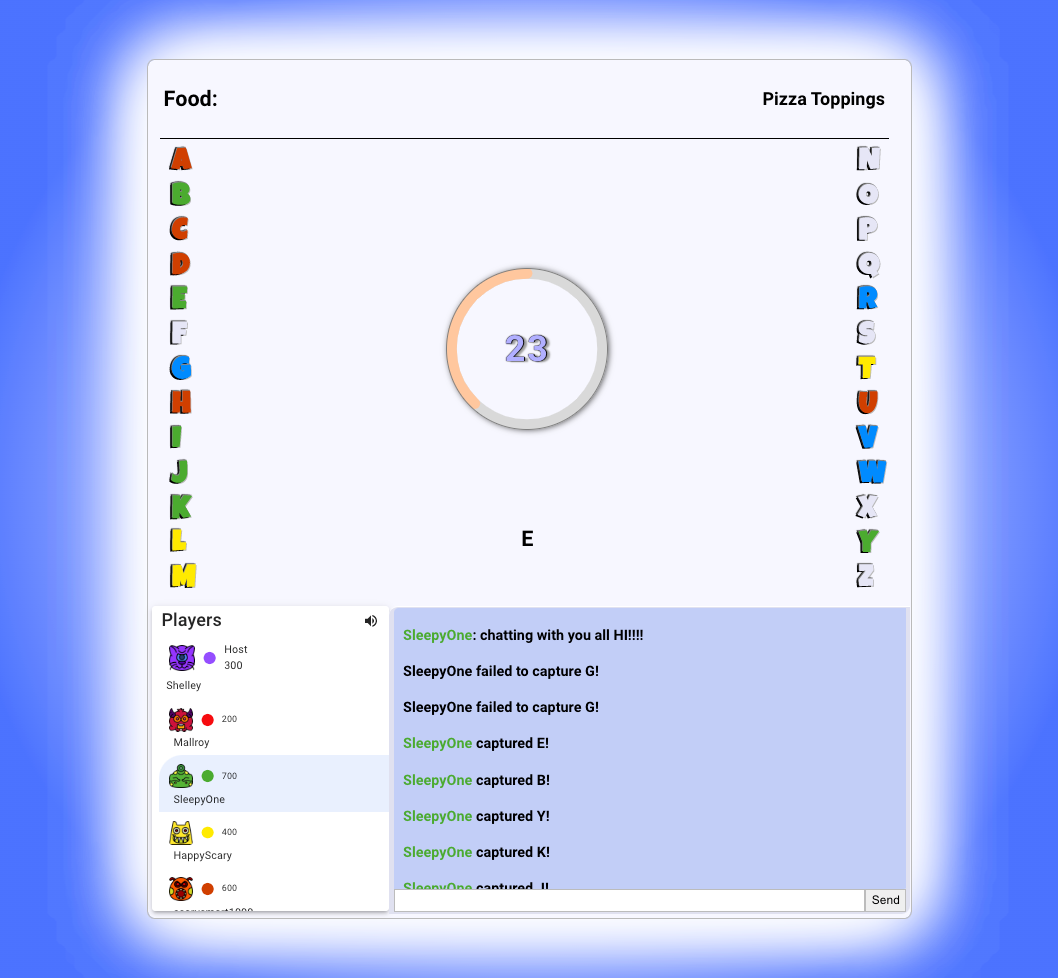 Food:
Pizza Toppings
A
B
C
D
E
F
G
H
I
J
K
L
M
N
O
P
Q
R
S
T
U
V
W
X
Y
Z
23
E
Players
Host
300
Shelley
200
Mallroy
700
SleepyOne
400
HappyScary
600
SleepyOne: chatting with you all HI!!!!
SleepyOne failed to capture G!
SleepyOne failed to capture G!
SleepyOne captured E!
SleepyOne captured B!
SleepyOne captured Y!
SleepyOne captured K!
SleepyOne captured J!
Send